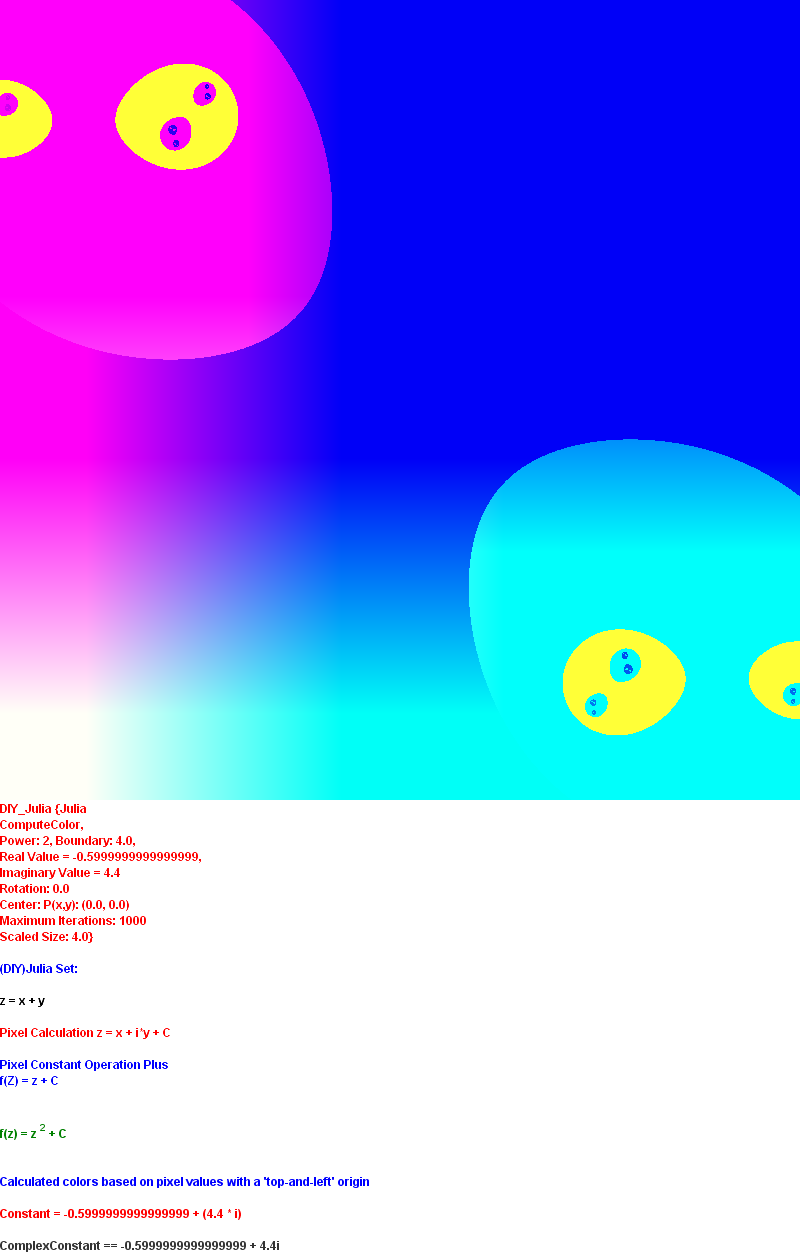 DIY_Julia {Julia
ComputeColor,
Power: 2, Boundary: 4.0,
Real Value = -0.5999999999999999,
Imaginary Value = 4.4
Rotation: 0.0
Center: P(x,y): (0.0, 0.0)
Maximum Iterations: 1000
Scaled Size: 4.0}
(DIY)Julia Set:
z = x + y
Pixel Calculation z = x + i*y + C
Pixel Constant Operation Plus
f(Z) = z + C
f(z) = z 2 + C
Calculated colors based on pixel values with a 'top-and-left' origin
Constant = -0.5999999999999999 + (4.4 * i)
ComplexConstant == -0.5999999999999999 + 4.4i